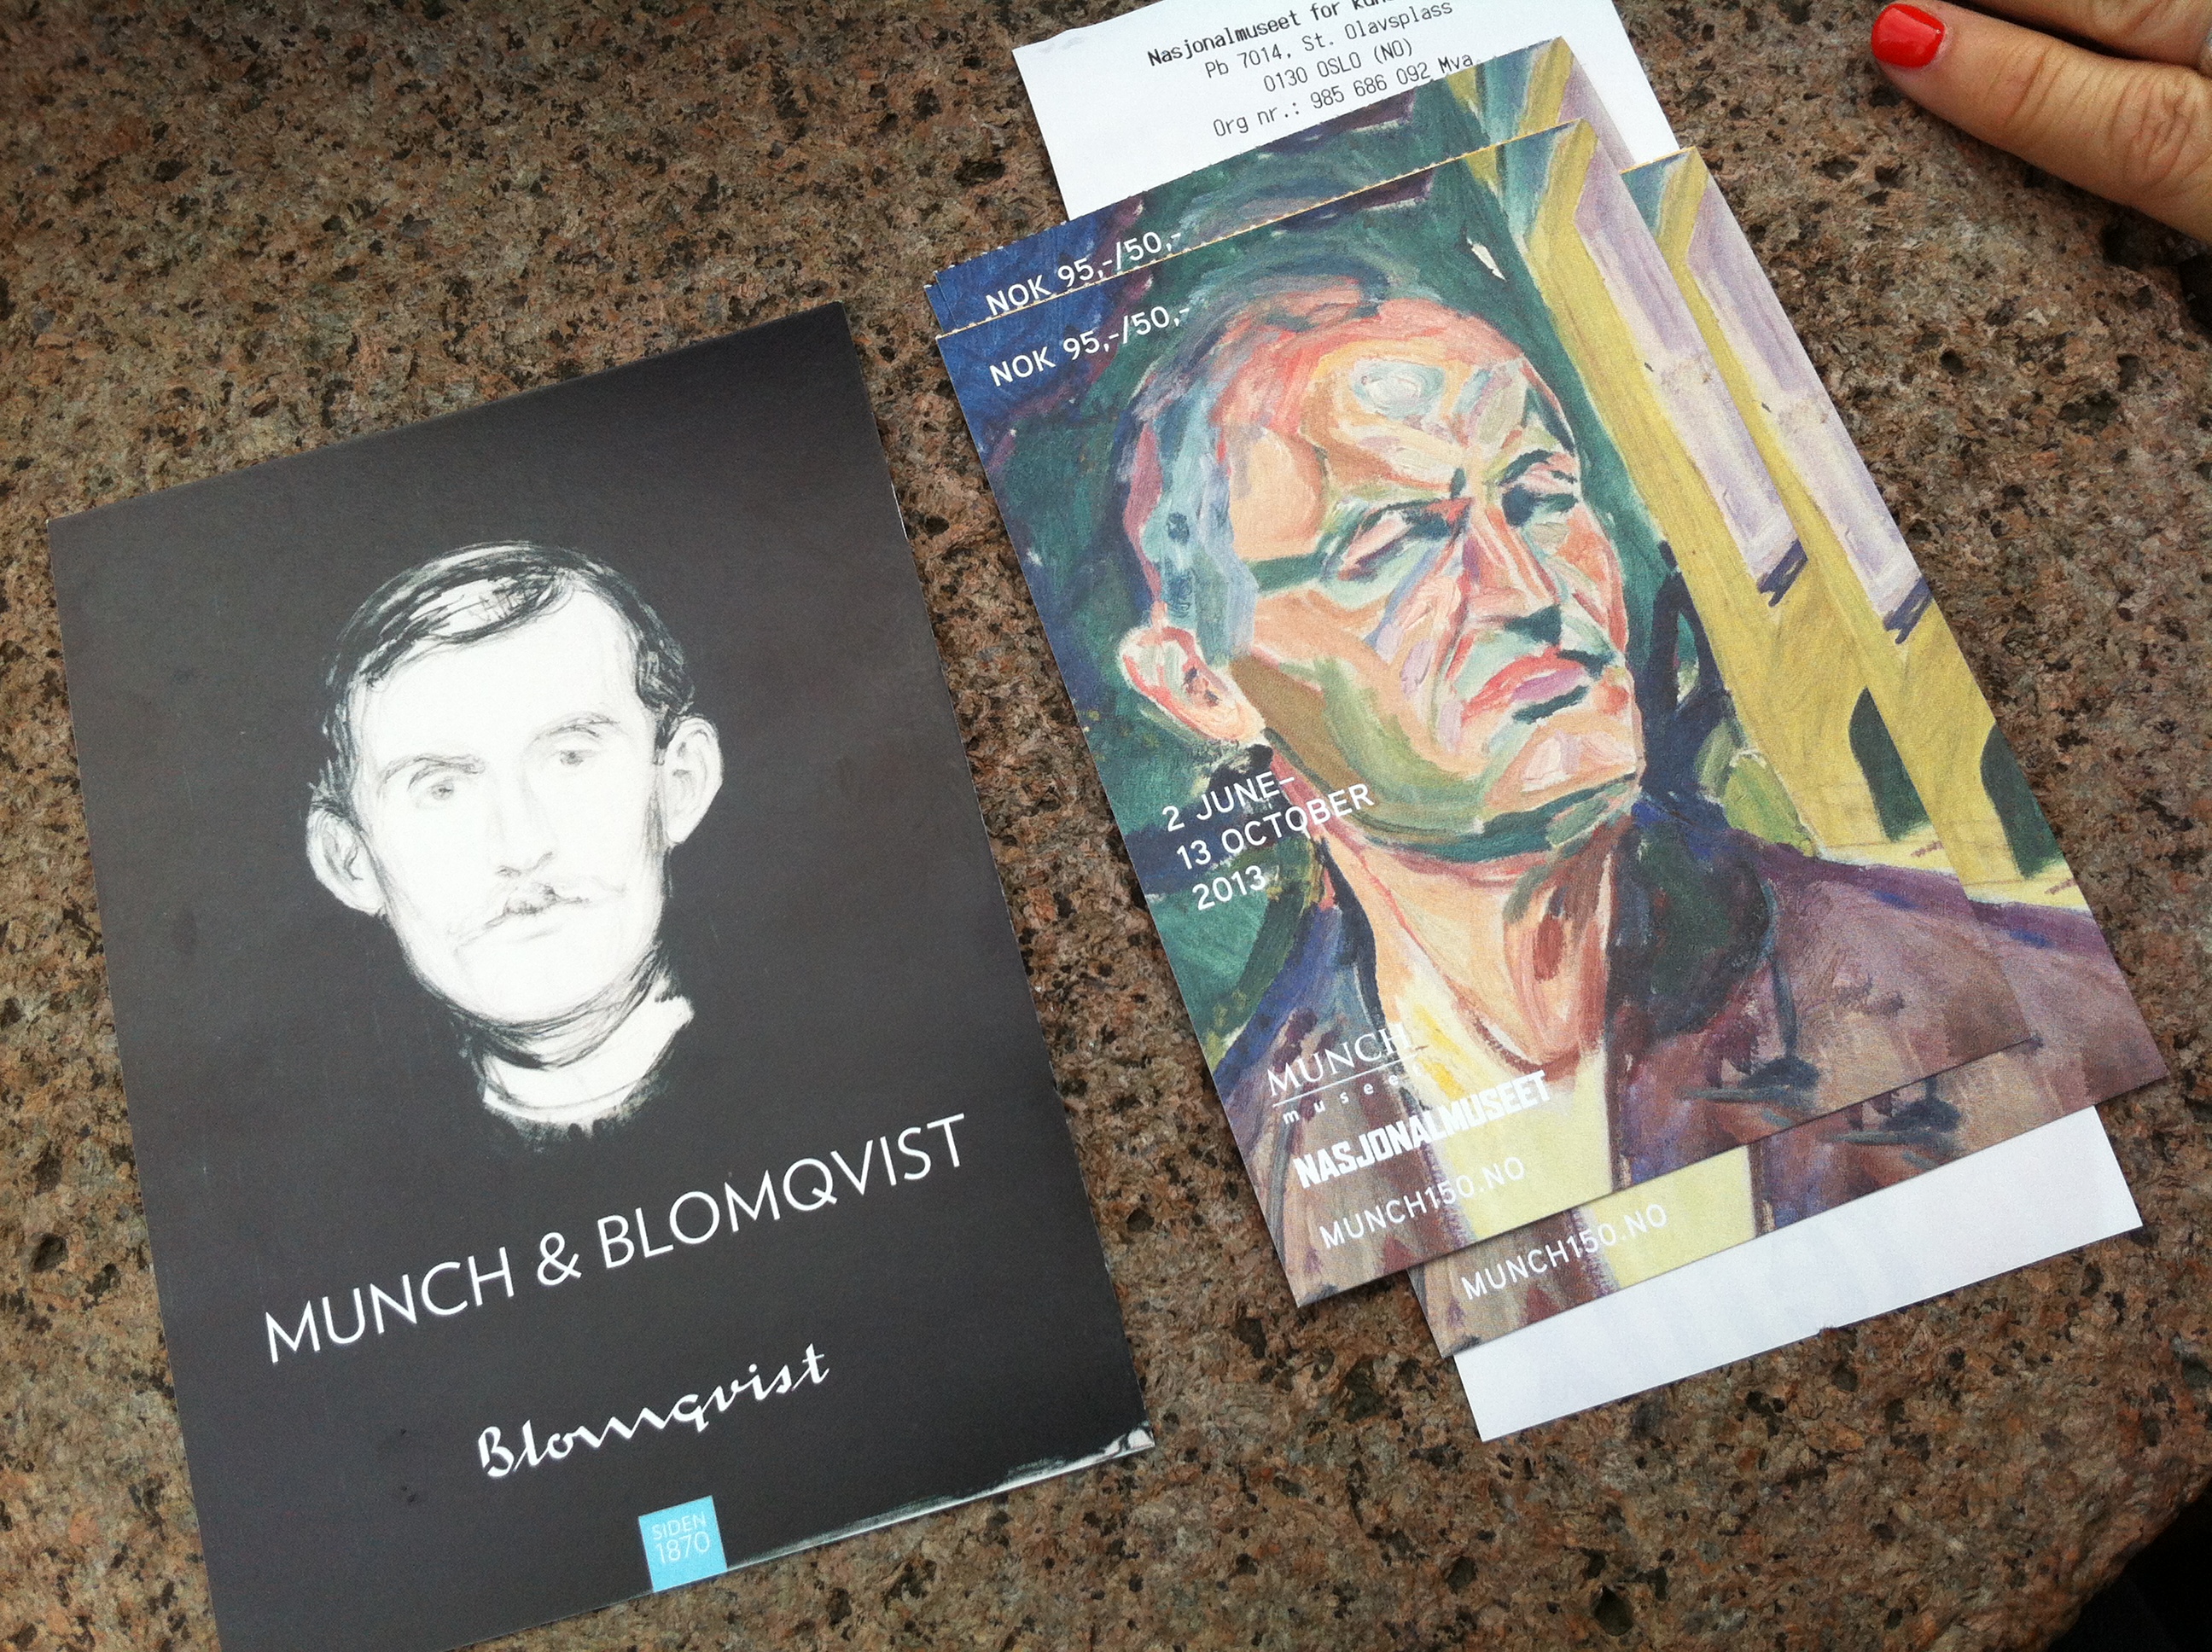 MUNCH & BLOMQVIST
Blomqvist
SIDEN
1870
NOK 95,-/50,-
NOK 95,-/50,-
2 JUNE–
13 OCTOBER
2013
MUNCH
museet
NASJONALMUSEET
MUNCH150.NO
MUNCH150.NO
Nasjonalmuseet for
Pb 7014, St. Olavsplass
0130 OSLO (NO)
Org nr.: 985 686 092 Mva